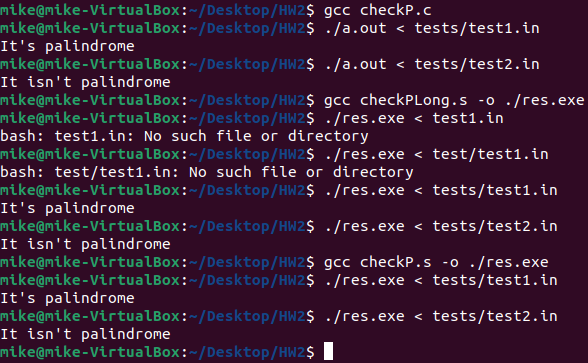 mike@mike-VirtualBox:~/Desktop/HW2$ gcc checkP.c
mike@mike-VirtualBox:~/Desktop/HW2$ ./a.out < tests/test1.in
It's palindrome
mike@mike-VirtualBox:~/Desktop/HW2$ ./a.out < tests/test2.in
It isn't palindrome
mike@mike-VirtualBox:~/Desktop/HW2$ gcc checkPLong.s -o ./res.exe
mike@mike-VirtualBox:~/Desktop/HW2$ ./res.exe < test1.in
bash: test1.in: No such file or directory
mike@mike-VirtualBox:~/Desktop/HW2$ ./res.exe < test/test1.in
bash: test/test1.in: No such file or directory
mike@mike-VirtualBox:~/Desktop/HW2$ ./res.exe < tests/test1.in
It's palindrome
mike@mike-VirtualBox:~/Desktop/HW2$ ./res.exe < tests/test2.in
It isn't palindrome
mike@mike-VirtualBox:~/Desktop/HW2$ gcc checkP.s -o ./res.exe
mike@mike-VirtualBox:~/Desktop/HW2$ ./res.exe < tests/test1.in
It's palindrome
mike@mike-VirtualBox:~/Desktop/HW2$ ./res.exe < tests/test2.in
It isn't palindrome
mike@mike-VirtualBox:~/Desktop/HW2$